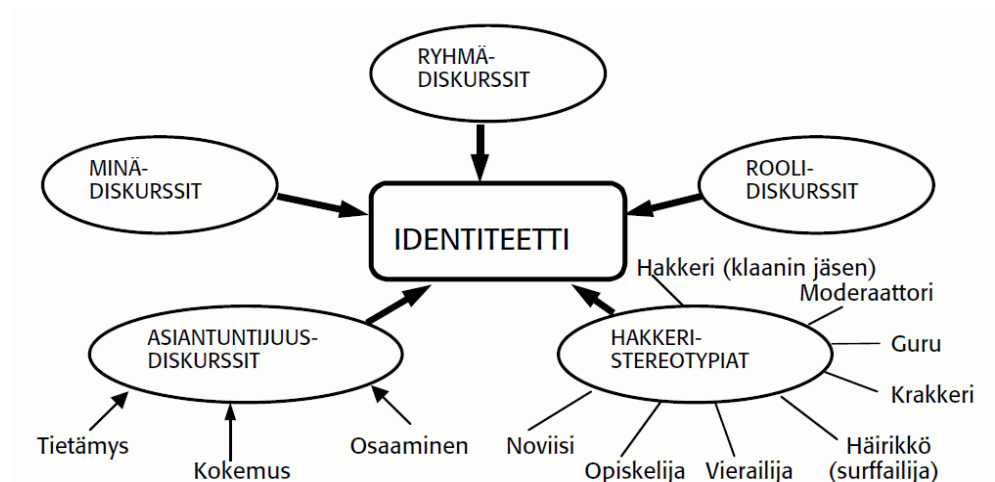 RYHMÄ-
DISKURSSIT
MINÄ-
DISKURSSIT
ROOLI-
DISKURSSIT
IDENTITEETTI
Hakkeri (klaanin jäsen)
Moderaattori
ASIANTUNTIJUUS-
DISKURSSIT
HAKKERI-
STEREOTYPIAT
Guru
Krakkeri
Tietämys
Kokemus
Osaaminen
Noviisi
Opiskelija
Vierailija
Häirikkö
(surffailija)